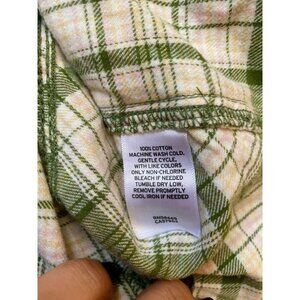 100% COTTON
MACHINE WASH COLD,
GENTLE CYCLE,
WITH LIKE COLORS
ONLY NON-CHLORINE
BLEACH IF NEEDED
TUMBLE DRY LOW,
REMOVE PROMPTLY
COOL IRON IF NEEDED